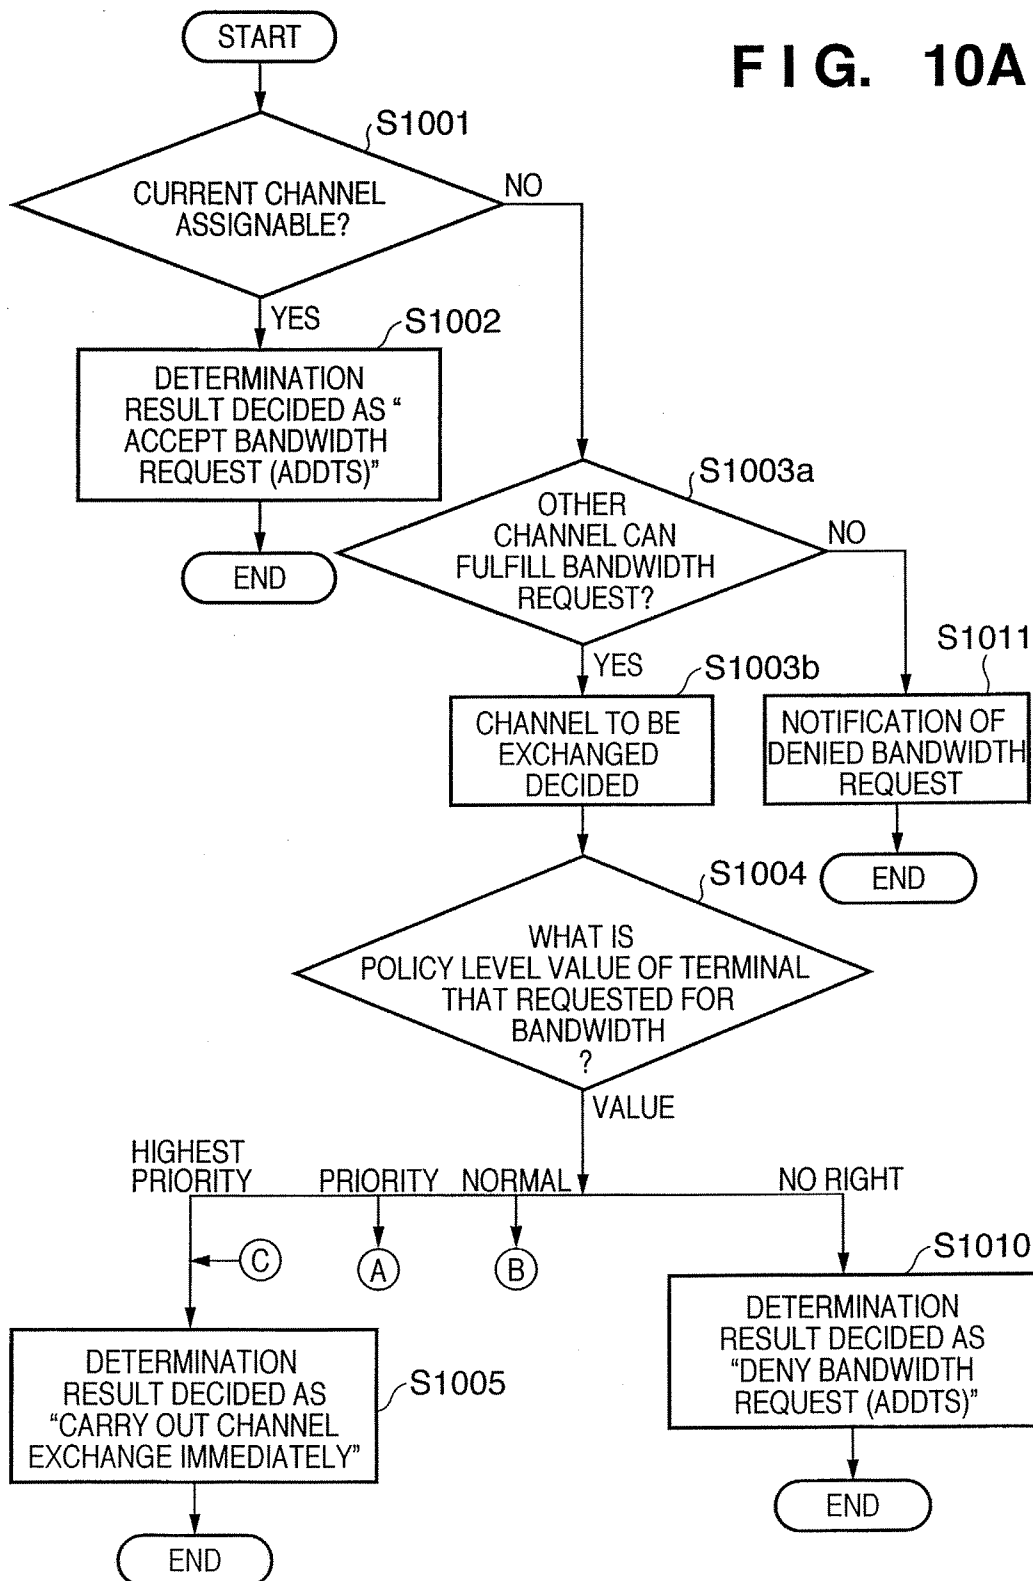 START
FIG. 10A
S1001
CURRENT CHANNEL
ASSIGNABLE?
NO
YES
S1002
DETERMINATION
RESULT DECIDED AS “
ACCEPT BANDWIDTH
REQUEST (ADDTS)”
END
S1003a
OTHER
CHANNEL CAN
FULFILL BANDWIDTH
REQUEST?
NO
YES
S1003b
CHANNEL TO BE
EXCHANGED
DECIDED
S1011
NOTIFICATION OF
DENIED BANDWIDTH
REQUEST
END
S1004
WHAT IS
POLICY LEVEL VALUE OF TERMINAL
THAT REQUESTED FOR
BANDWIDTH
?
VALUE
HIGHEST
PRIORITY
PRIORITY
NORMAL
NO RIGHT
C
A
B
S1005
DETERMINATION
RESULT DECIDED AS
“CARRY OUT CHANNEL
EXCHANGE IMMEDIATELY”
END
S1010
DETERMINATION
RESULT DECIDED AS
“DENY BANDWIDTH
REQUEST (ADDTS)”
END